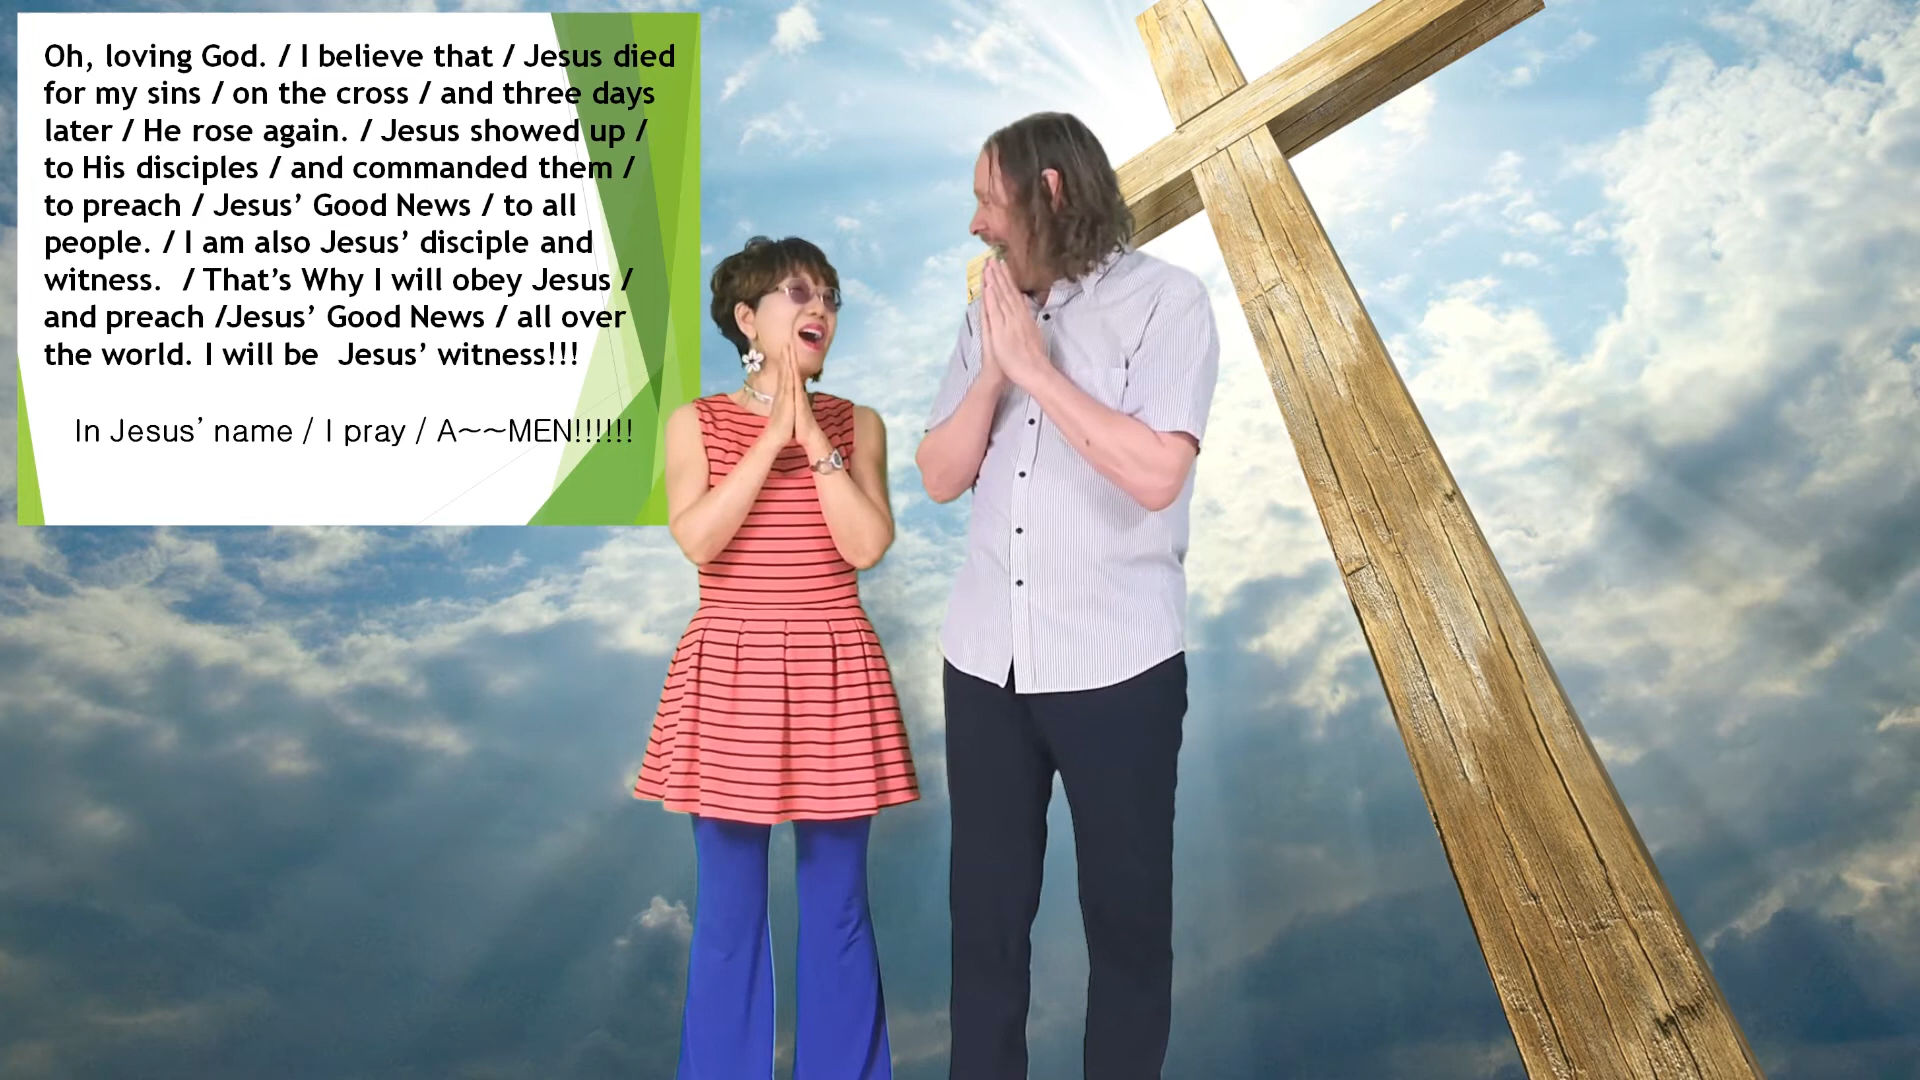 Oh, loving God. / I believe that / Jesus died
for my sins / on the cross / and three days
later / He rose again. / Jesus showed up /
to His disciples / and commanded them /
to preach / Jesus’ Good News / to all
people. / I am also Jesus’ disciple and
witness.  / That’s Why I will obey Jesus /
and preach /Jesus’ Good News / all over
the world. I will be  Jesus’ witness!!!
In Jesus’ name / I pray / A~~MEN!!!!!!